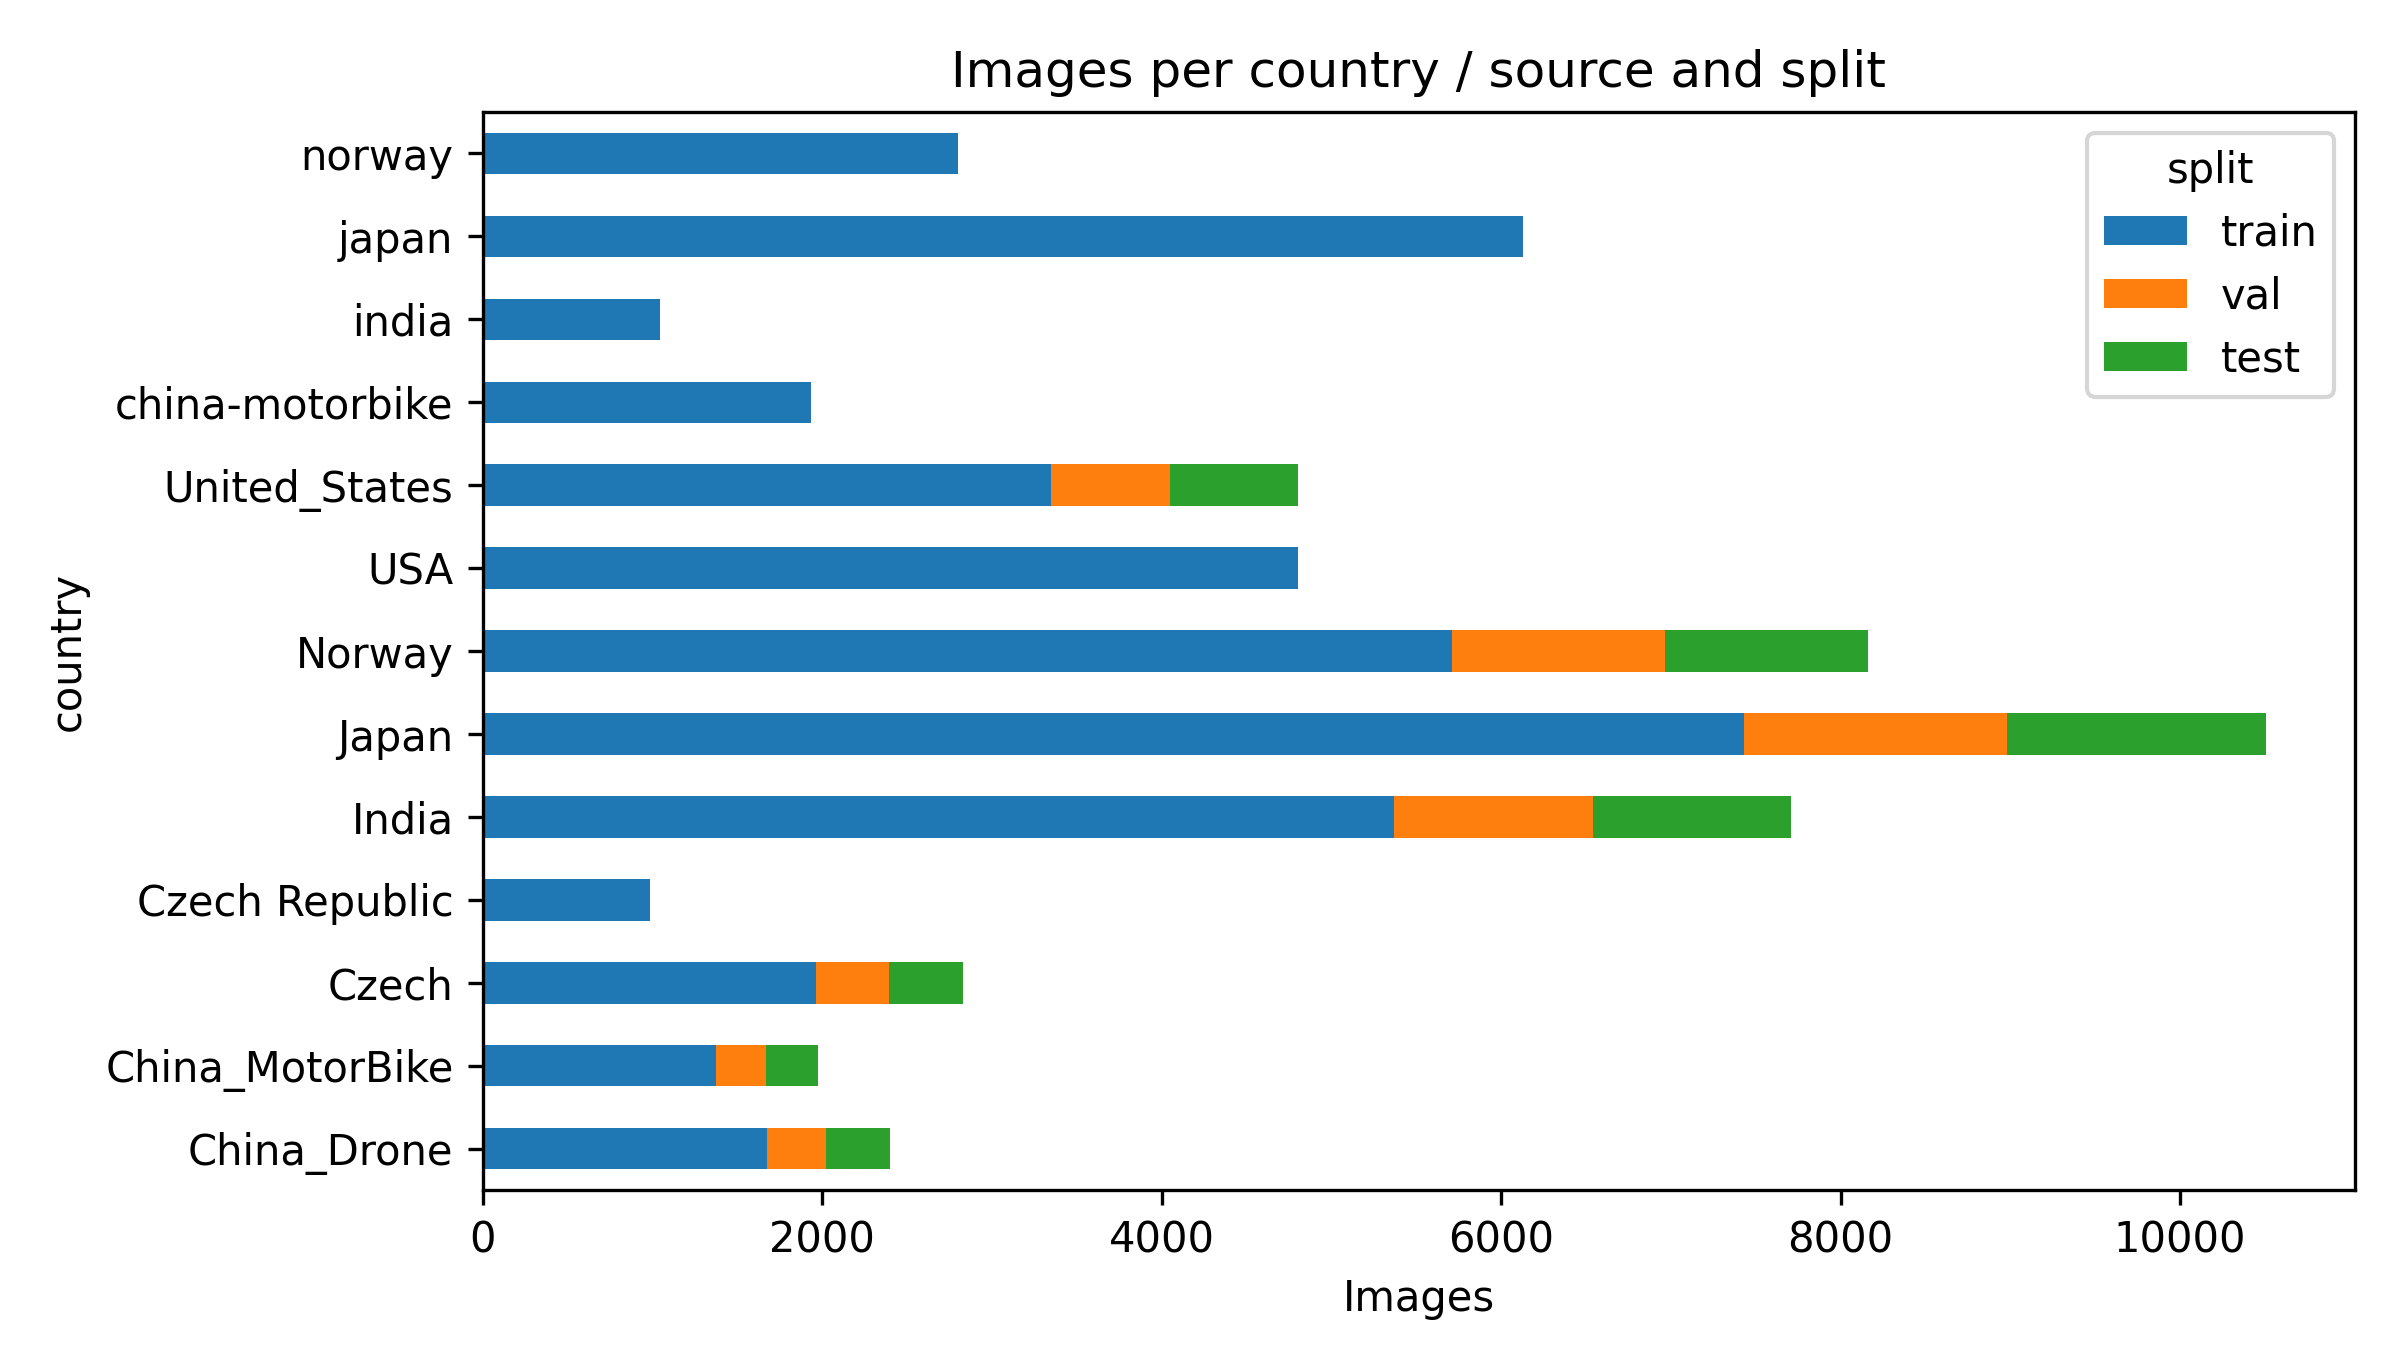 Images per country / source and split
norway
japan
india
china-motorbike
United_States
USA
Norway
Japan
India
Czech Republic
Czech
China_MotorBike
China_Drone
country
split
train
val
test
0 2000 4000 6000 8000 10000
Images